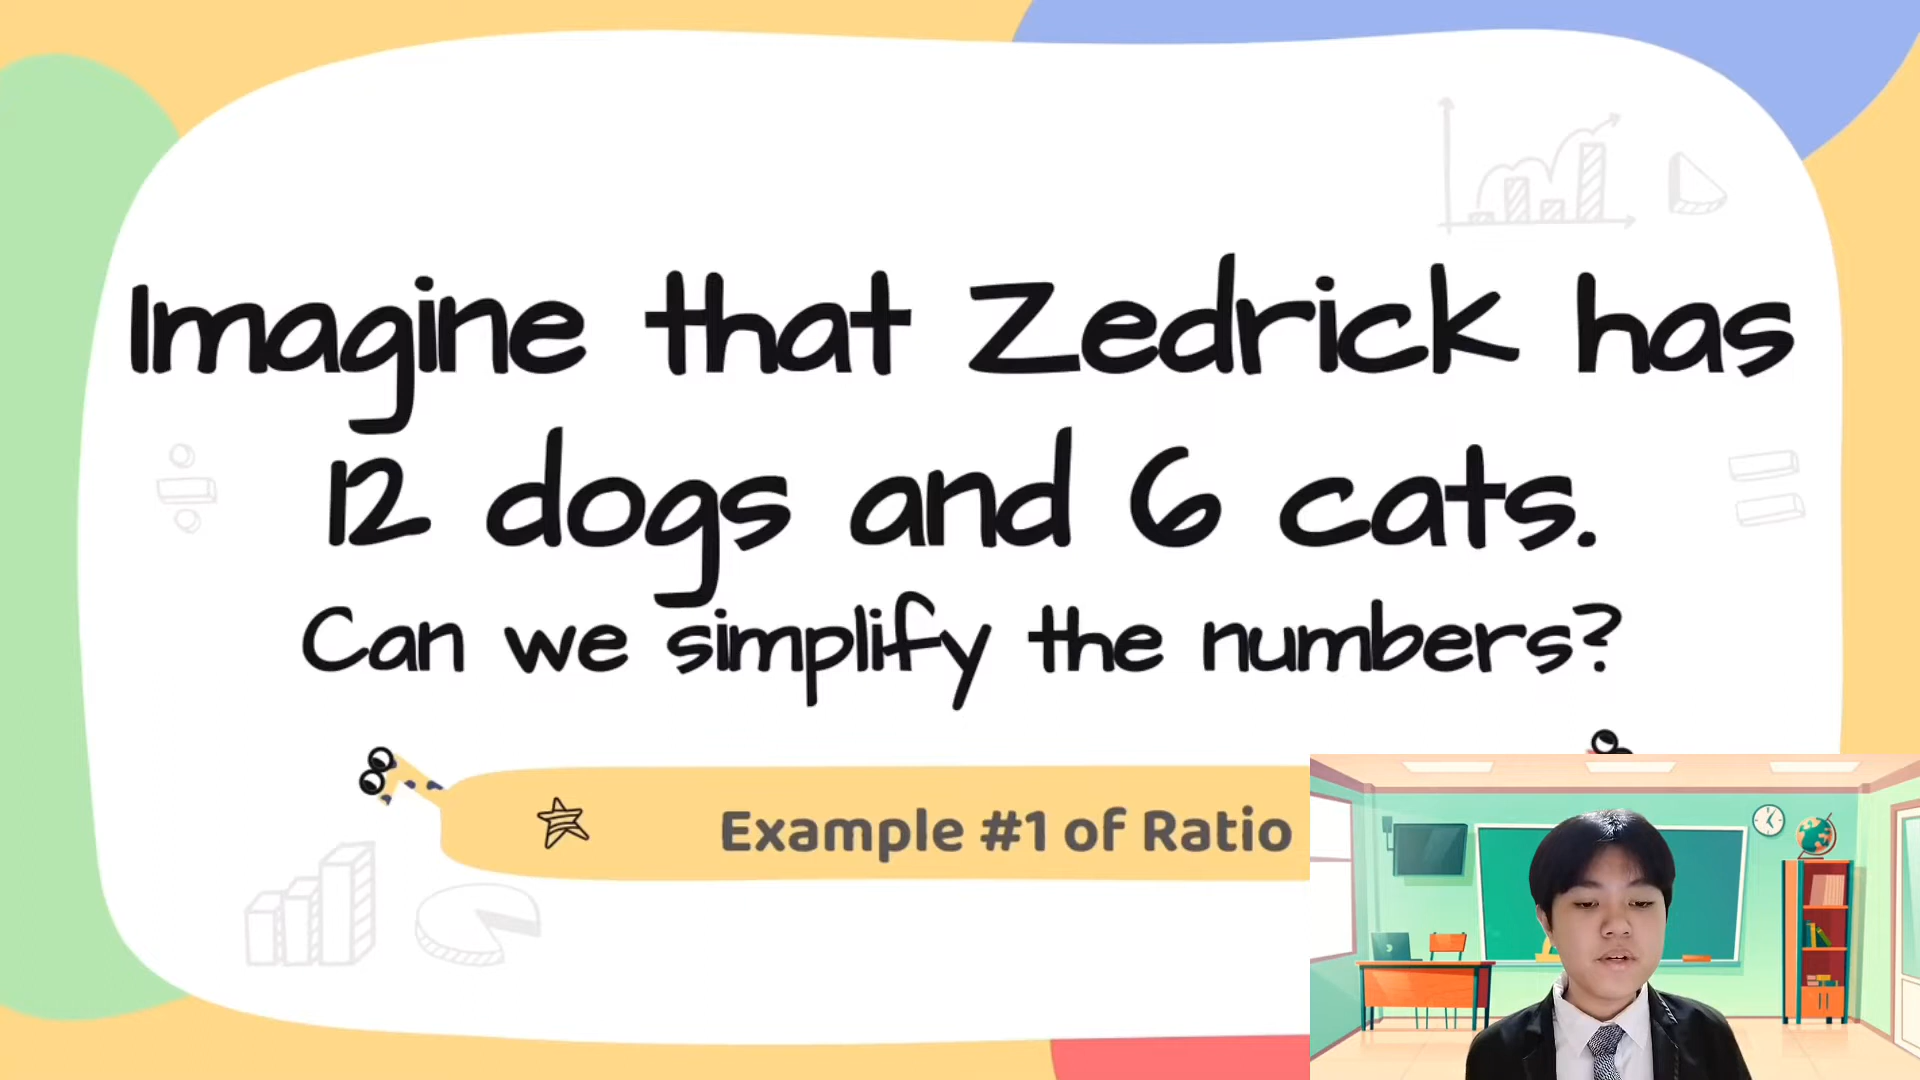 Imagine that Zedrick has
12 dogs and 6 cats.
Can we simplify the numbers?
Example #1 of Ratio